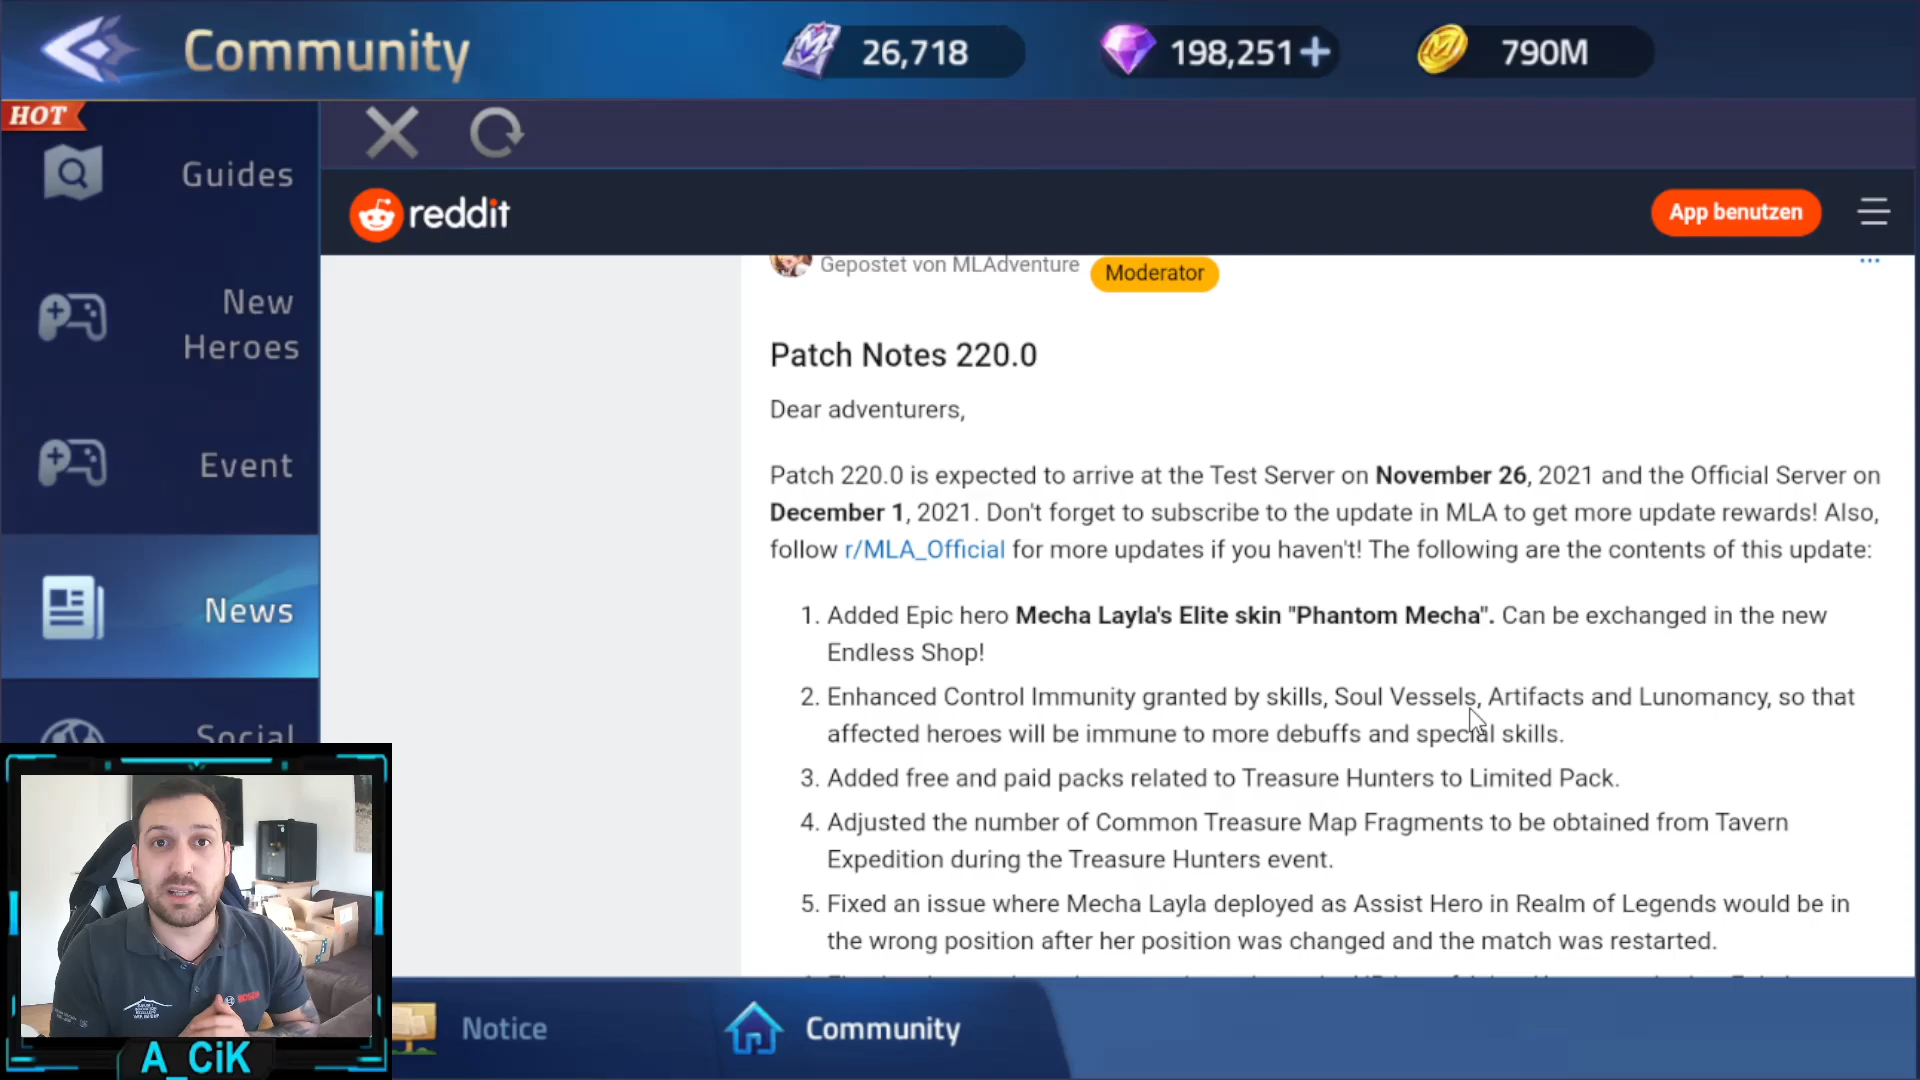 Community
26,718
198,251
790M
HOT
Guides
New
Heroes
Event
News
Social
reddit
App benutzen
Gepostet von MLAdventure
Moderator
Patch Notes 220.0
Dear adventurers,
Patch 220.0 is expected to arrive at the Test Server on November 26, 2021 and the Official Server on
December 1, 2021. Don't forget to subscribe to the update in MLA to get more update rewards! Also,
follow r/MLA_Official for more updates if you haven't! The following are the contents of this update:
1. Added Epic hero Mecha Layla's Elite skin "Phantom Mecha". Can be exchanged in the new
Endless Shop!
2. Enhanced Control Immunity granted by skills, Soul Vessels, Artifacts and Lunomancy, so that
affected heroes will be immune to more debuffs and special skills.
3. Added free and paid packs related to Treasure Hunters to Limited Pack.
4. Adjusted the number of Common Treasure Map Fragments to be obtained from Tavern
Expedition during the Treasure Hunters event.
5. Fixed an issue where Mecha Layla deployed as Assist Hero in Realm of Legends would be in
the wrong position after her position was changed and the match was restarted.
BOSCH
A_CiK
Notice
Community